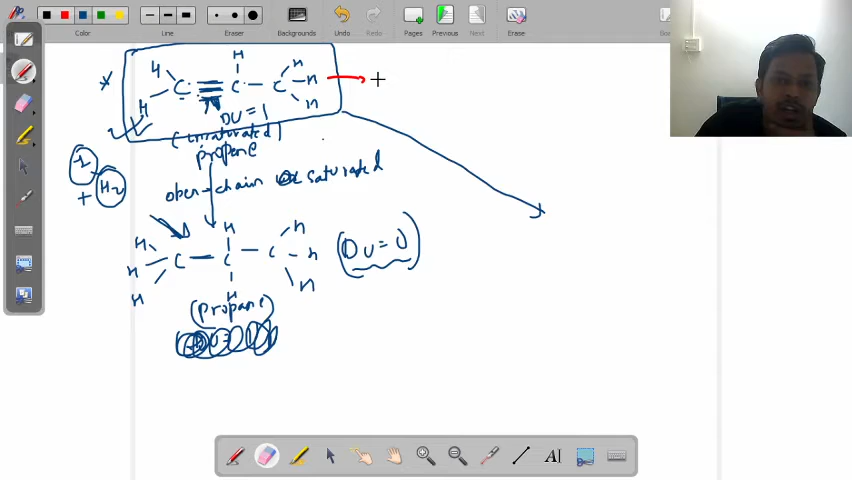 Color
Line
Eraser
Backgrounds
Undo
Redo
Pages
Previous
Next
Erase
H H H
C C C H
H H
DU = 1
(unsaturated)
propene
-2
+ H2
open-chain saturated
H H H
H C C C H
H H H
(DU = 0)
(propane)